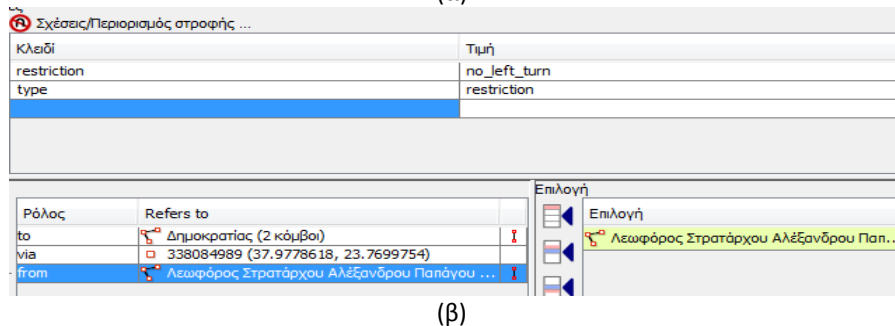 Σχέσεις/Περιορισμός στροφής ...
Κλειδί Τιμή
restriction no_left_turn
type restriction
Επιλογή
Ρόλος Refers to Επιλογή
to Δημοκρατίας (2 κόμβοι)
via 338084989 (37.9778618, 23.7699754)
from Λεωφόρος Στρατάρχου Αλέξανδρου Παπάγου ...
Λεωφόρος Στρατάρχου Αλέξανδρου Παπ...
(β)